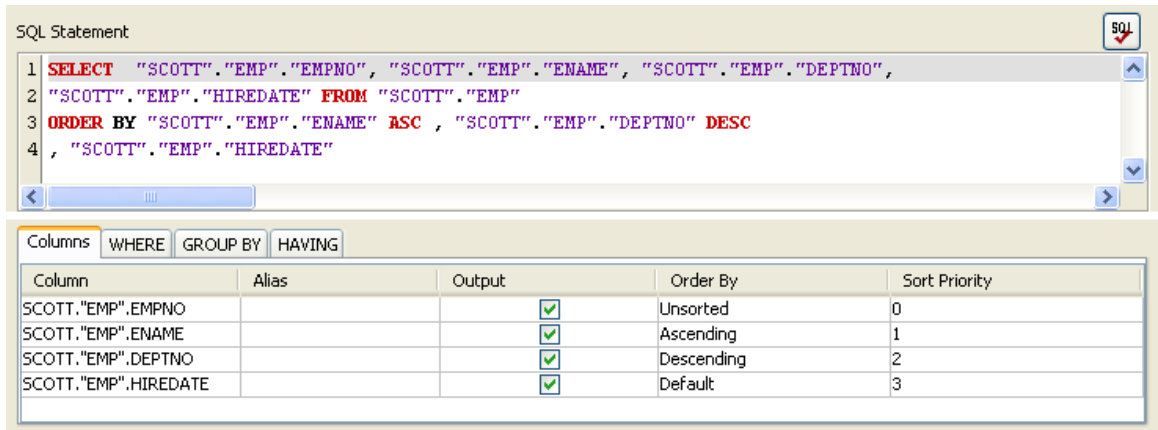 SQL Statement
SQL
1 SELECT "SCOTT"."EMP"."EMPNO", "SCOTT"."EMP"."ENAME", "SCOTT"."EMP"."DEPTNO",
2 "SCOTT"."EMP"."HIREDATE" FROM "SCOTT"."EMP"
3 ORDER BY "SCOTT"."EMP"."ENAME" ASC , "SCOTT"."EMP"."DEPTNO" DESC
4 , "SCOTT"."EMP"."HIREDATE"
Columns WHERE GROUP BY HAVING
Column Alias Output Order By Sort Priority
SCOTT."EMP".EMPNO Unsorted 0
SCOTT."EMP".ENAME Ascending 1
SCOTT."EMP".DEPTNO Descending 2
SCOTT."EMP".HIREDATE Default 3